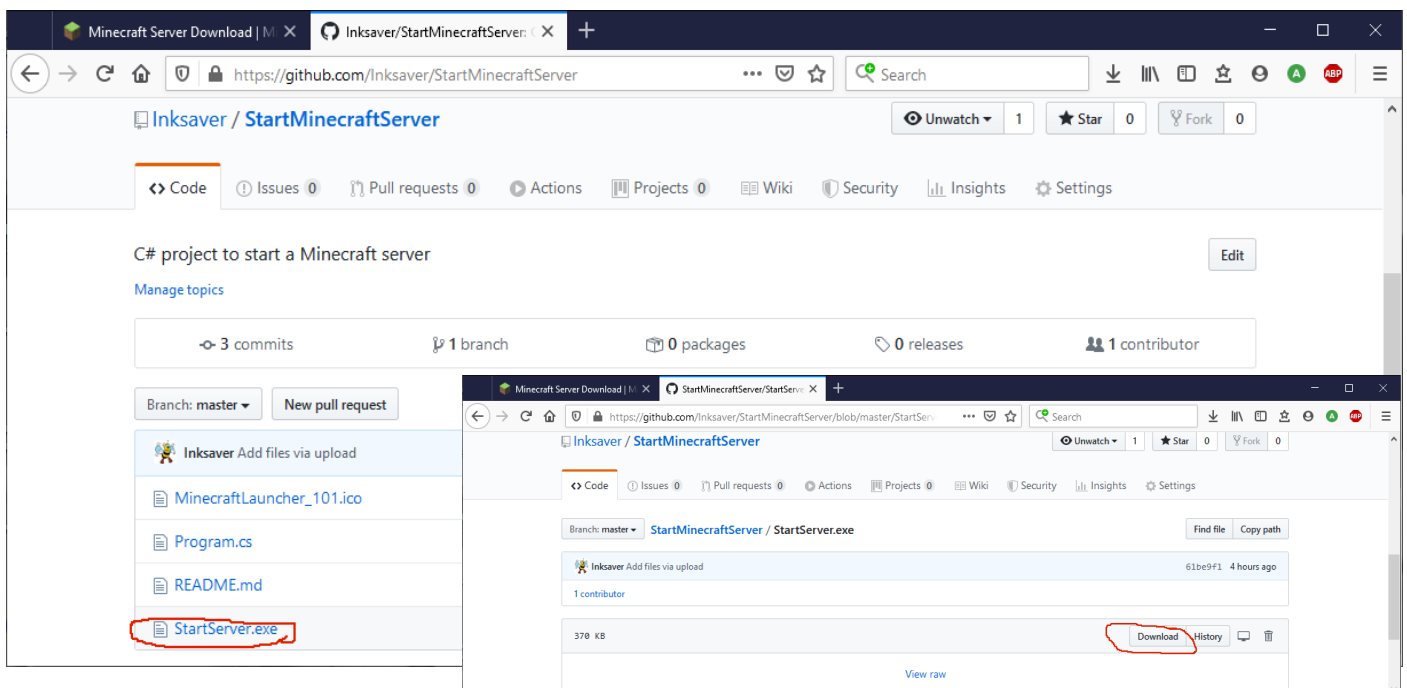 Minecraft Server Download | M
Inksaver/StartMinecraftServer: C
https://github.com/Inksaver/StartMinecraftServer
Search
ABP
Inksaver / StartMinecraftServer
Unwatch 1 Star 0 Fork 0
Code Issues 0 Pull requests 0 Actions Projects 0 Wiki Security Insights Settings
C# project to start a Minecraft server
Edit
Manage topics
3 commits 1 branch 0 packages 0 releases 1 contributor
Branch: master New pull request
Inksaver Add files via upload
MinecraftLauncher_101.ico
Program.cs
README.md
StartServer.exe
Minecraft Server Download | M
StartMinecraftServer/StartServe
https://github.com/Inksaver/StartMinecraftServer/blob/master/StartServ
Search
ABP
Inksaver / StartMinecraftServer
Unwatch 1 Star 0 Fork 0
Code Issues 0 Pull requests 0 Actions Projects 0 Wiki Security Insights Settings
Branch: master StartMinecraftServer / StartServer.exe Find file Copy path
Inksaver Add files via upload 61be9f1 4 hours ago
1 contributor
370 KB Download History
View raw